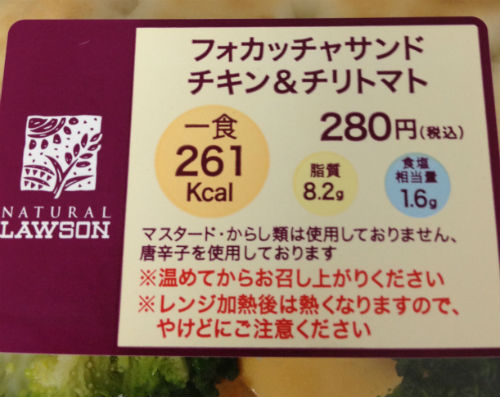 フォカッチャサンド
チキン&チリトマト
一食
261
Kcal
280円(税込)
脂質
8.2g
食塩
相当量
1.6g
NATURAL
LAWSON
マスタード・からし類は使用しておりません、
唐辛子を使用しております
※温めてからお召し上がりください
※レンジ加熱後は熱くなりますので、
やけどにご注意ください